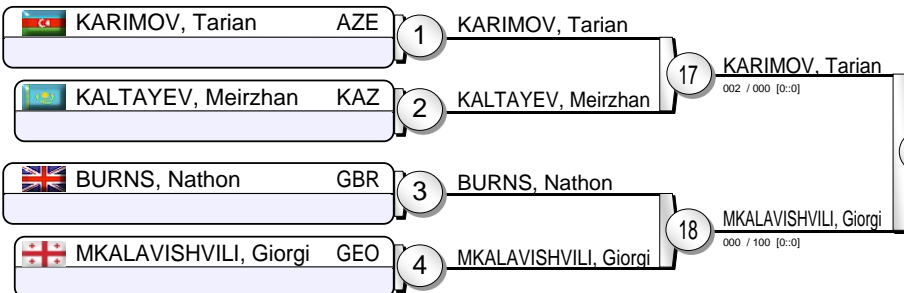 KARIMOV, Tarian AZE
1
KARIMOV, Tarian
17
KARIMOV, Tarian
002 / 000 [0::0]
KALTAYEV, Meirzhan KAZ
2
KALTAYEV, Meirzhan
BURNS, Nathon GBR
3
BURNS, Nathon
18
MKALAVISHVILI, Giorgi
000 / 100 [0::0]
MKALAVISHVILI, Giorgi GEO
4
MKALAVISHVILI, Giorgi